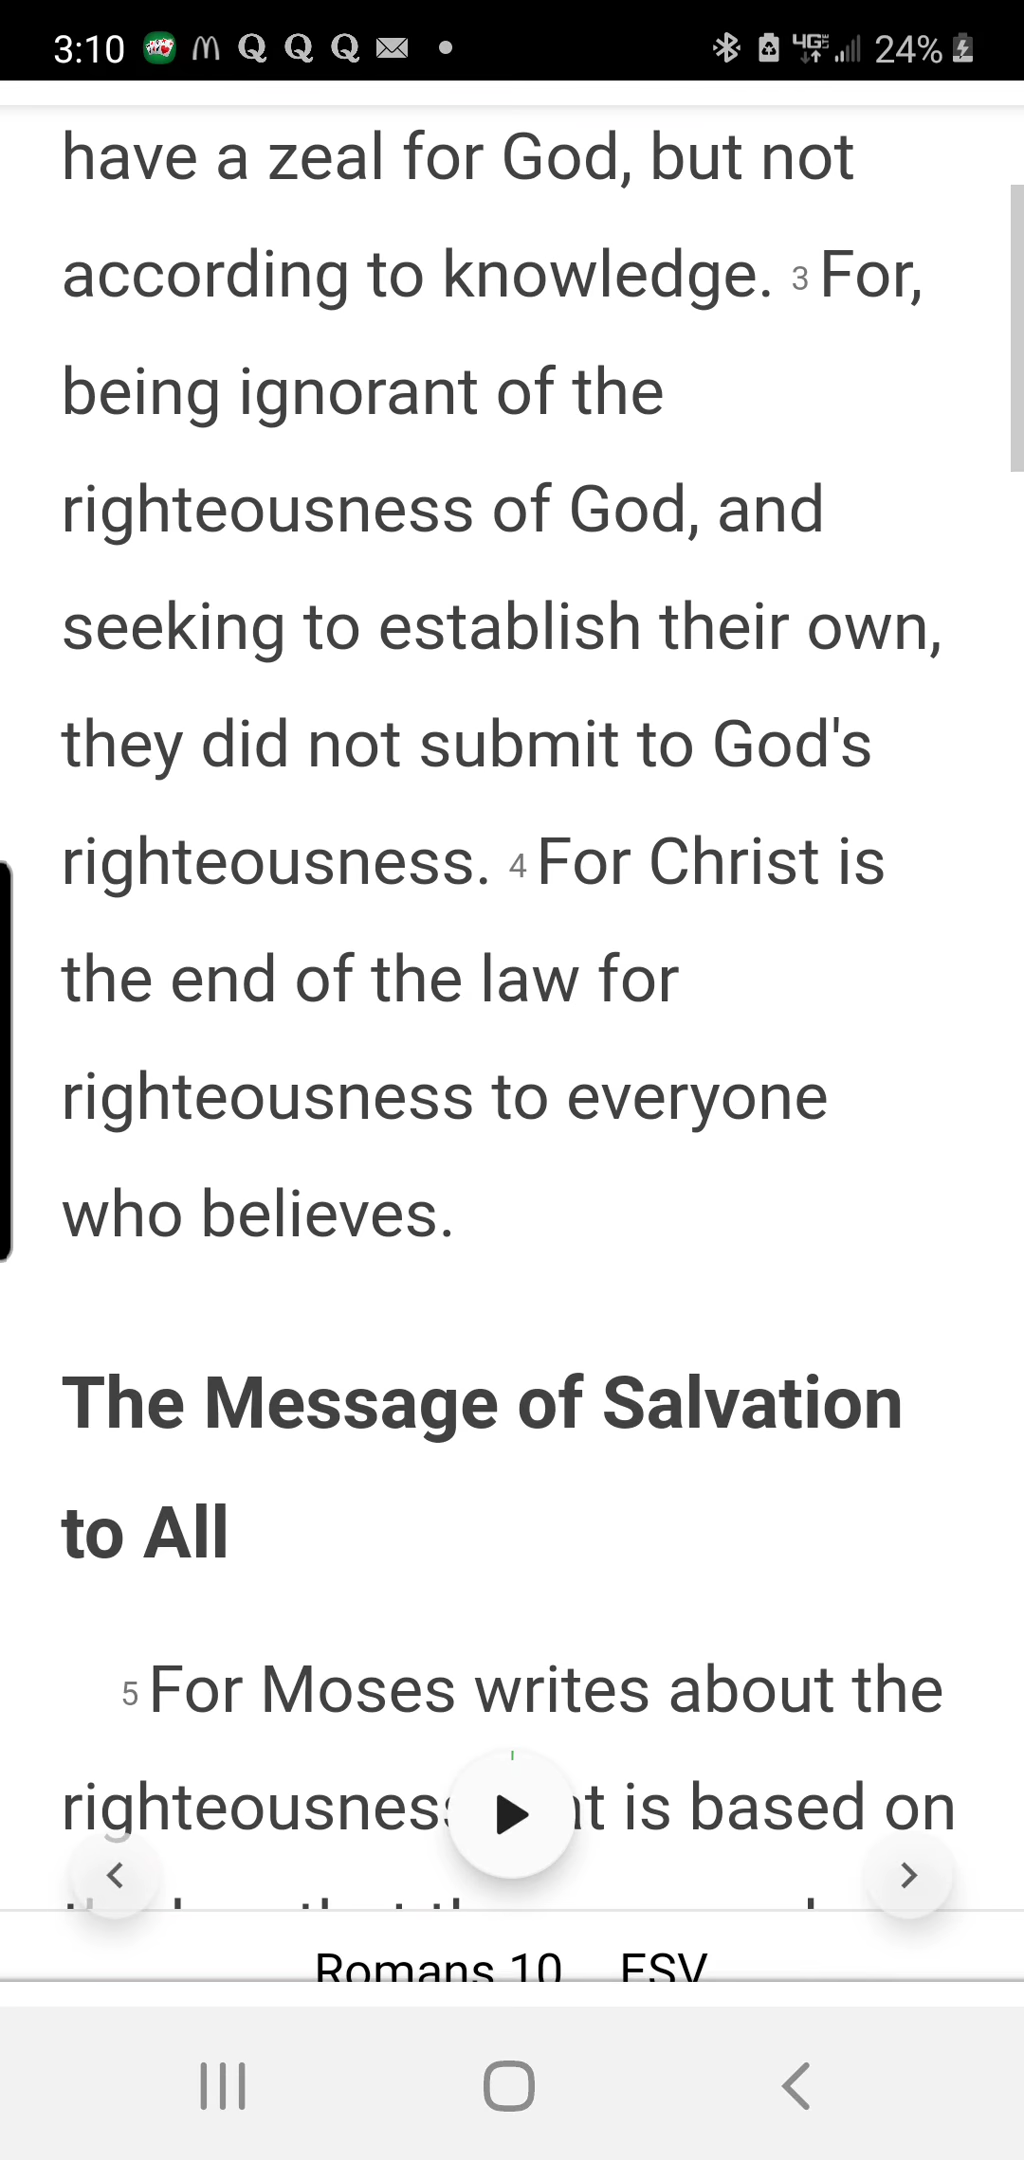 3:10 Q Q Q 4G LTE 24%
have a zeal for God, but not
according to knowledge. 3 For,
being ignorant of the
righteousness of God, and
seeking to establish their own,
they did not submit to God's
righteousness. 4 For Christ is
the end of the law for
righteousness to everyone
who believes.
The Message of Salvation
to All
5 For Moses writes about the
is based on
Romans 10 ESV